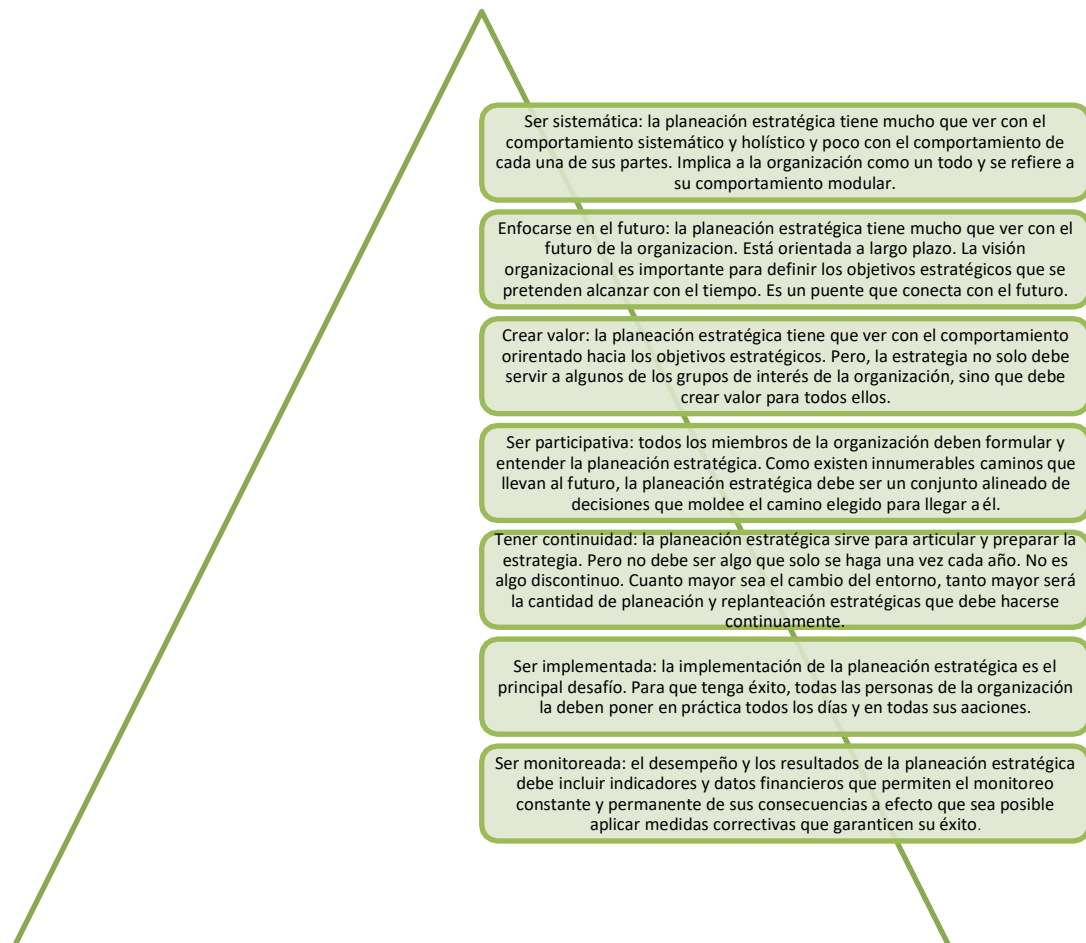 Ser sistemática: la planeación estratégica tiene mucho que ver con el
comportamiento sistemático y holístico y poco con el comportamiento de
cada una de sus partes. Implica a la organización como un todo y se refiere a
su comportamiento modular.
Enfocarse en el futuro: la planeación estratégica tiene mucho que ver con el
futuro de la organizacion. Está orientada a largo plazo. La visión
organizacional es importante para definir los objetivos estratégicos que se
pretenden alcanzar con el tiempo. Es un puente que conecta con el futuro.
Crear valor: la planeación estratégica tiene que ver con el comportamiento
orirentado hacia los objetivos estratégicos. Pero, la estrategia no solo debe
servir a algunos de los grupos de interés de la organización, sino que debe
crear valor para todos ellos.
Ser participativa: todos los miembros de la organización deben formular y
entender la planeación estratégica. Como existen innumerables caminos que
llevan al futuro, la planeación estratégica debe ser un conjunto alineado de
decisiones que moldee el camino elegido para llegar a él.
Tener continuidad: la planeación estratégica sirve para articular y preparar la
estrategia. Pero no debe ser algo que solo se haga una vez cada año. No es
algo discontinuo. Cuanto mayor sea el cambio del entorno, tanto mayor será
la cantidad de planeación y replanteación estratégicas que debe hacerse
continuamente.
Ser implementada: la implementación de la planeación estratégica es el
principal desafío. Para que tenga éxito, todas las personas de la organización
la deben poner en práctica todos los días y en todas sus aaciones.
Ser monitoreada: el desempeño y los resultados de la planeación estratégica
debe incluir indicadores y datos financieros que permiten el monitoreo
constante y permanente de sus consecuencias a efecto que sea posible
aplicar medidas correctivas que garanticen su éxito.